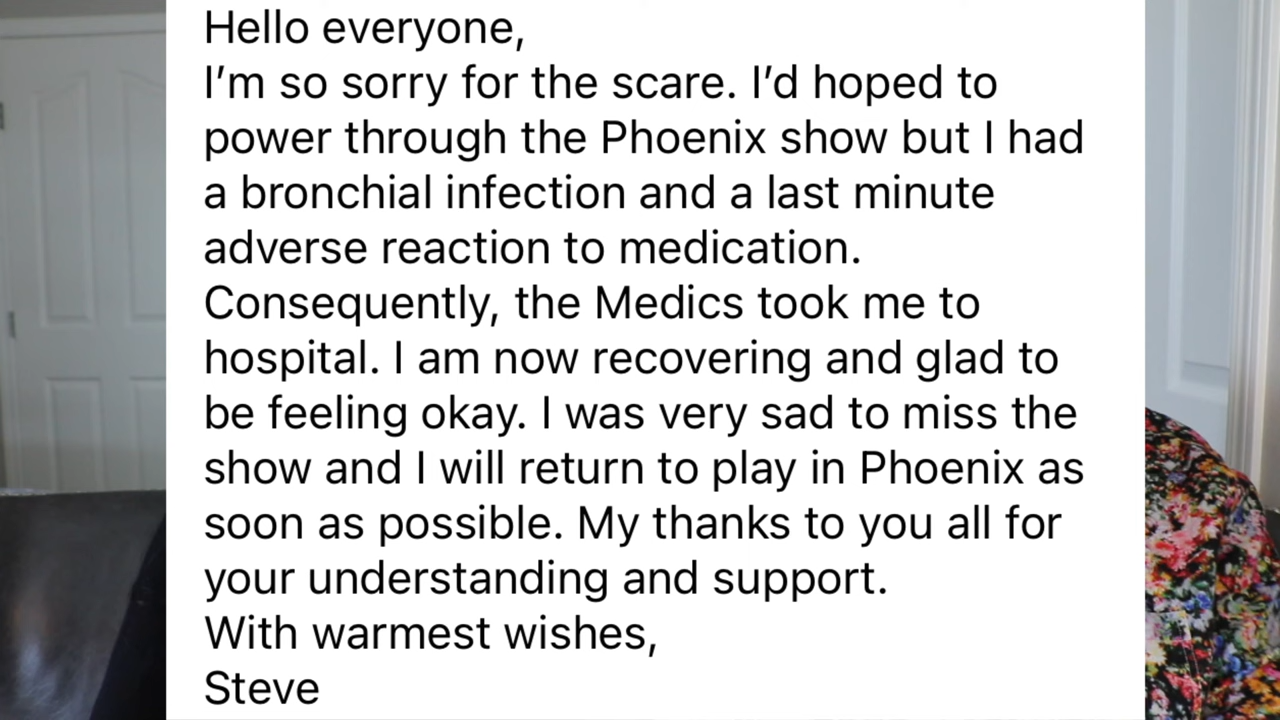 Hello everyone,
I’m so sorry for the scare. I’d hoped to
power through the Phoenix show but I had
a bronchial infection and a last minute
adverse reaction to medication.
Consequently, the Medics took me to
hospital. I am now recovering and glad to
be feeling okay. I was very sad to miss the
show and I will return to play in Phoenix as
soon as possible. My thanks to you all for
your understanding and support.
With warmest wishes,
Steve